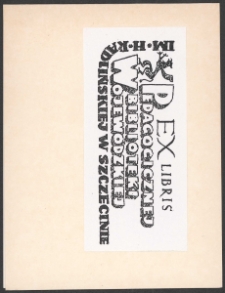 EX LIBRIS
PEDAGOGICZNEJ
BIBLIOTEKI
WOJEWÓDZKIEJ
IM · H · RADLIŃSKIEJ W SZCZECINIE